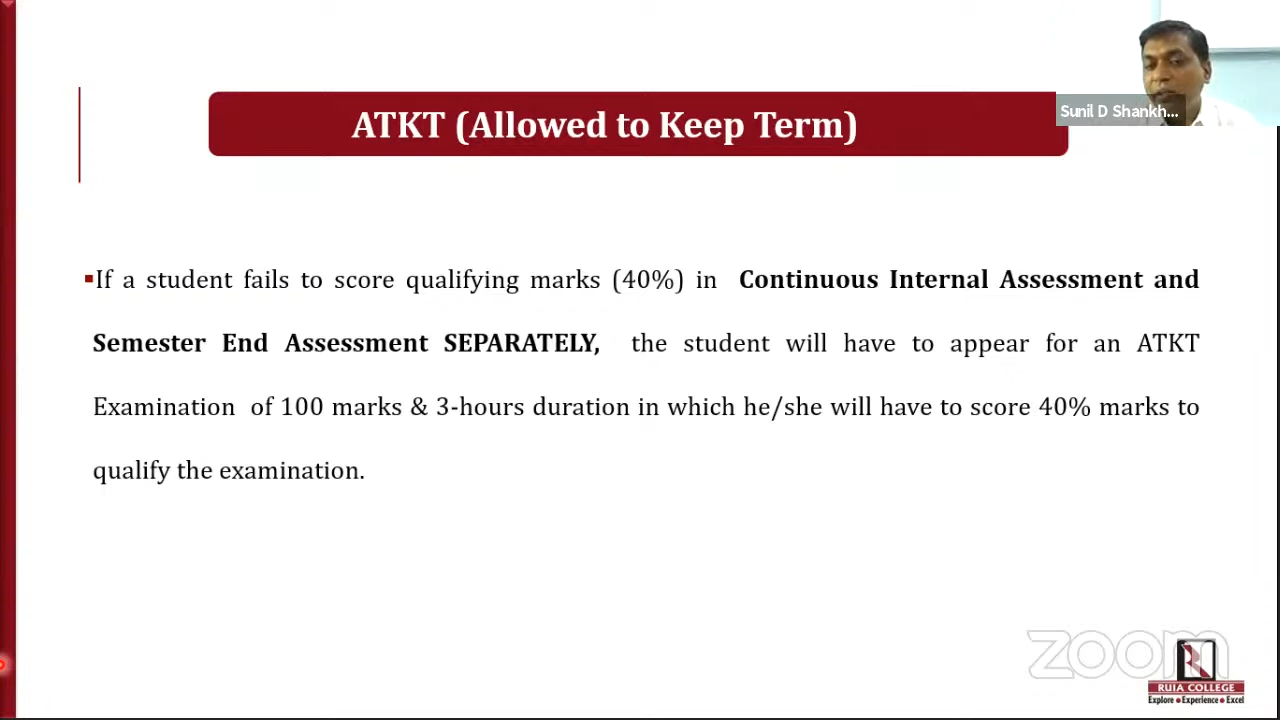 ATKT (Allowed to Keep Term)
Sunil D Shankh...
▪If a student fails to score qualifying marks (40%) in Continuous Internal Assessment and
Semester End Assessment SEPARATELY, the student will have to appear for an ATKT
Examination of 100 marks & 3-hours duration in which he/she will have to score 40% marks to
qualify the examination.
zoom
RUIA COLLEGE
Explore ● Experience ● Excel